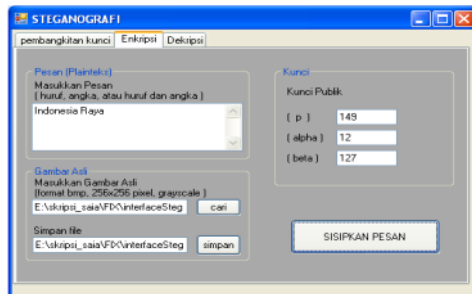 STEGANOGRAFI
pembangkitan kunci Enkripsi Dekripsi
Pesan (Plainteks)
Masukkan Pesan
( huruf, angka, atau huruf dan angka )
Indonesia Raya
Gambar Asli
Masukkan Gambar Asli
(format bmp, 256x256 pixel, grayscale )
E:\skripsi_saia\FIX\interfaceSteg cari
Simpan file
E:\skripsi_saia\FIX\interfaceSteg simpan
Kunci
Kunci Publik
( p ) 149
( alpha ) 12
( beta ) 127
SISIPKAN PESAN